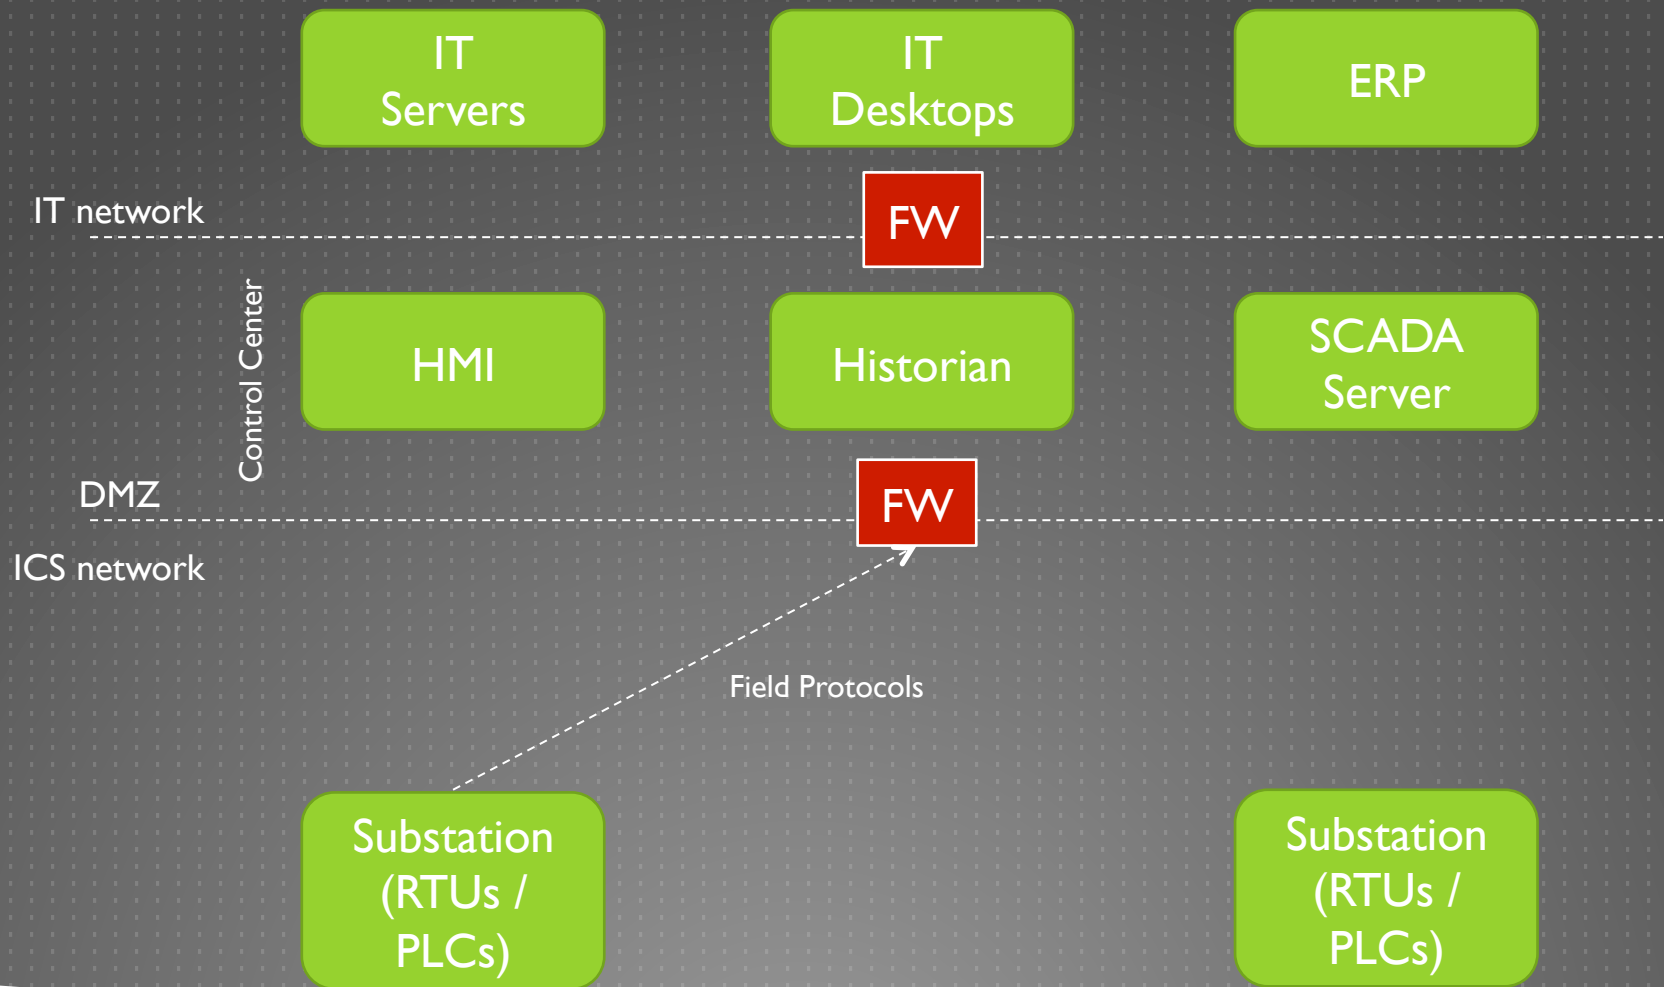 IT
Servers
IT
Desktops
ERP
IT network
FW
Control Center
HMI
Historian
SCADA
Server
DMZ
FW
ICS network
Field Protocols
Substation
(RTUs /
PLCs)
Substation
(RTUs /
PLCs)